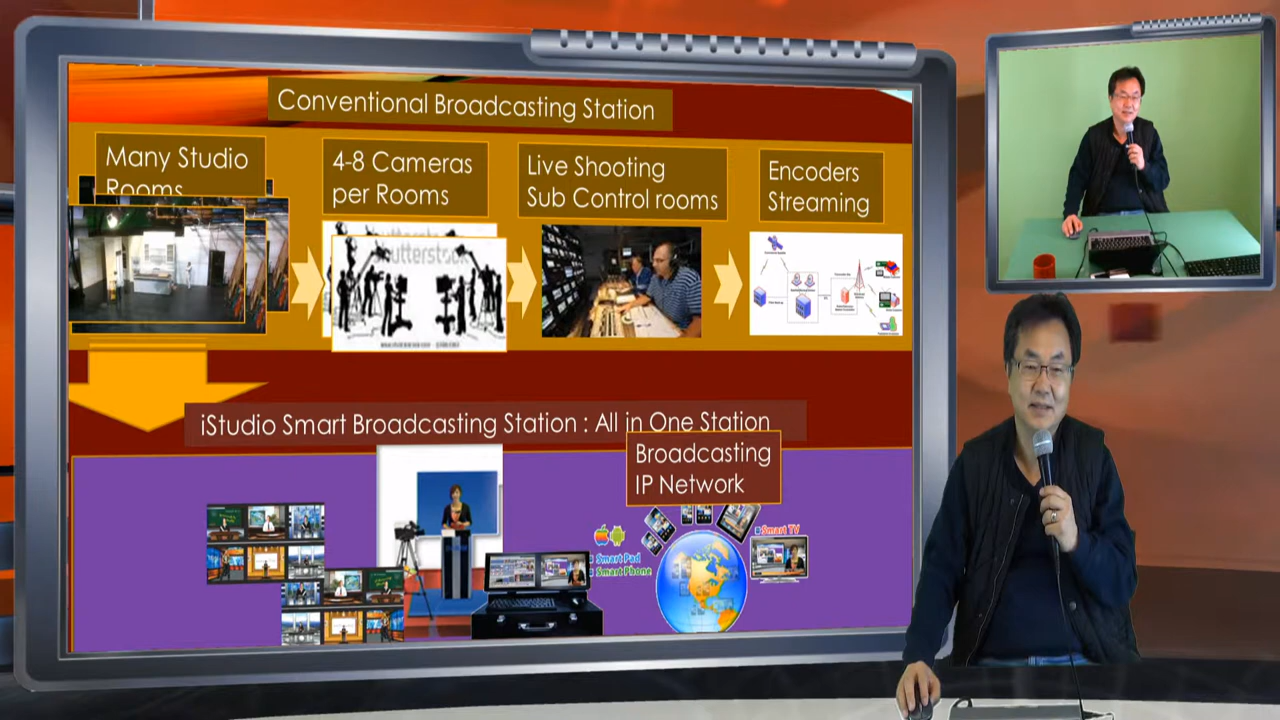 Conventional Broadcasting Station
Many Studio
Rooms
4-8 Cameras
per Rooms
Live Shooting
Sub Control rooms
Encoders
Streaming
shutterstock
iStudio Smart Broadcasting Station : All in One Station
Broadcasting
IP Network
Smart TV
Smart Pad
Smart Phone